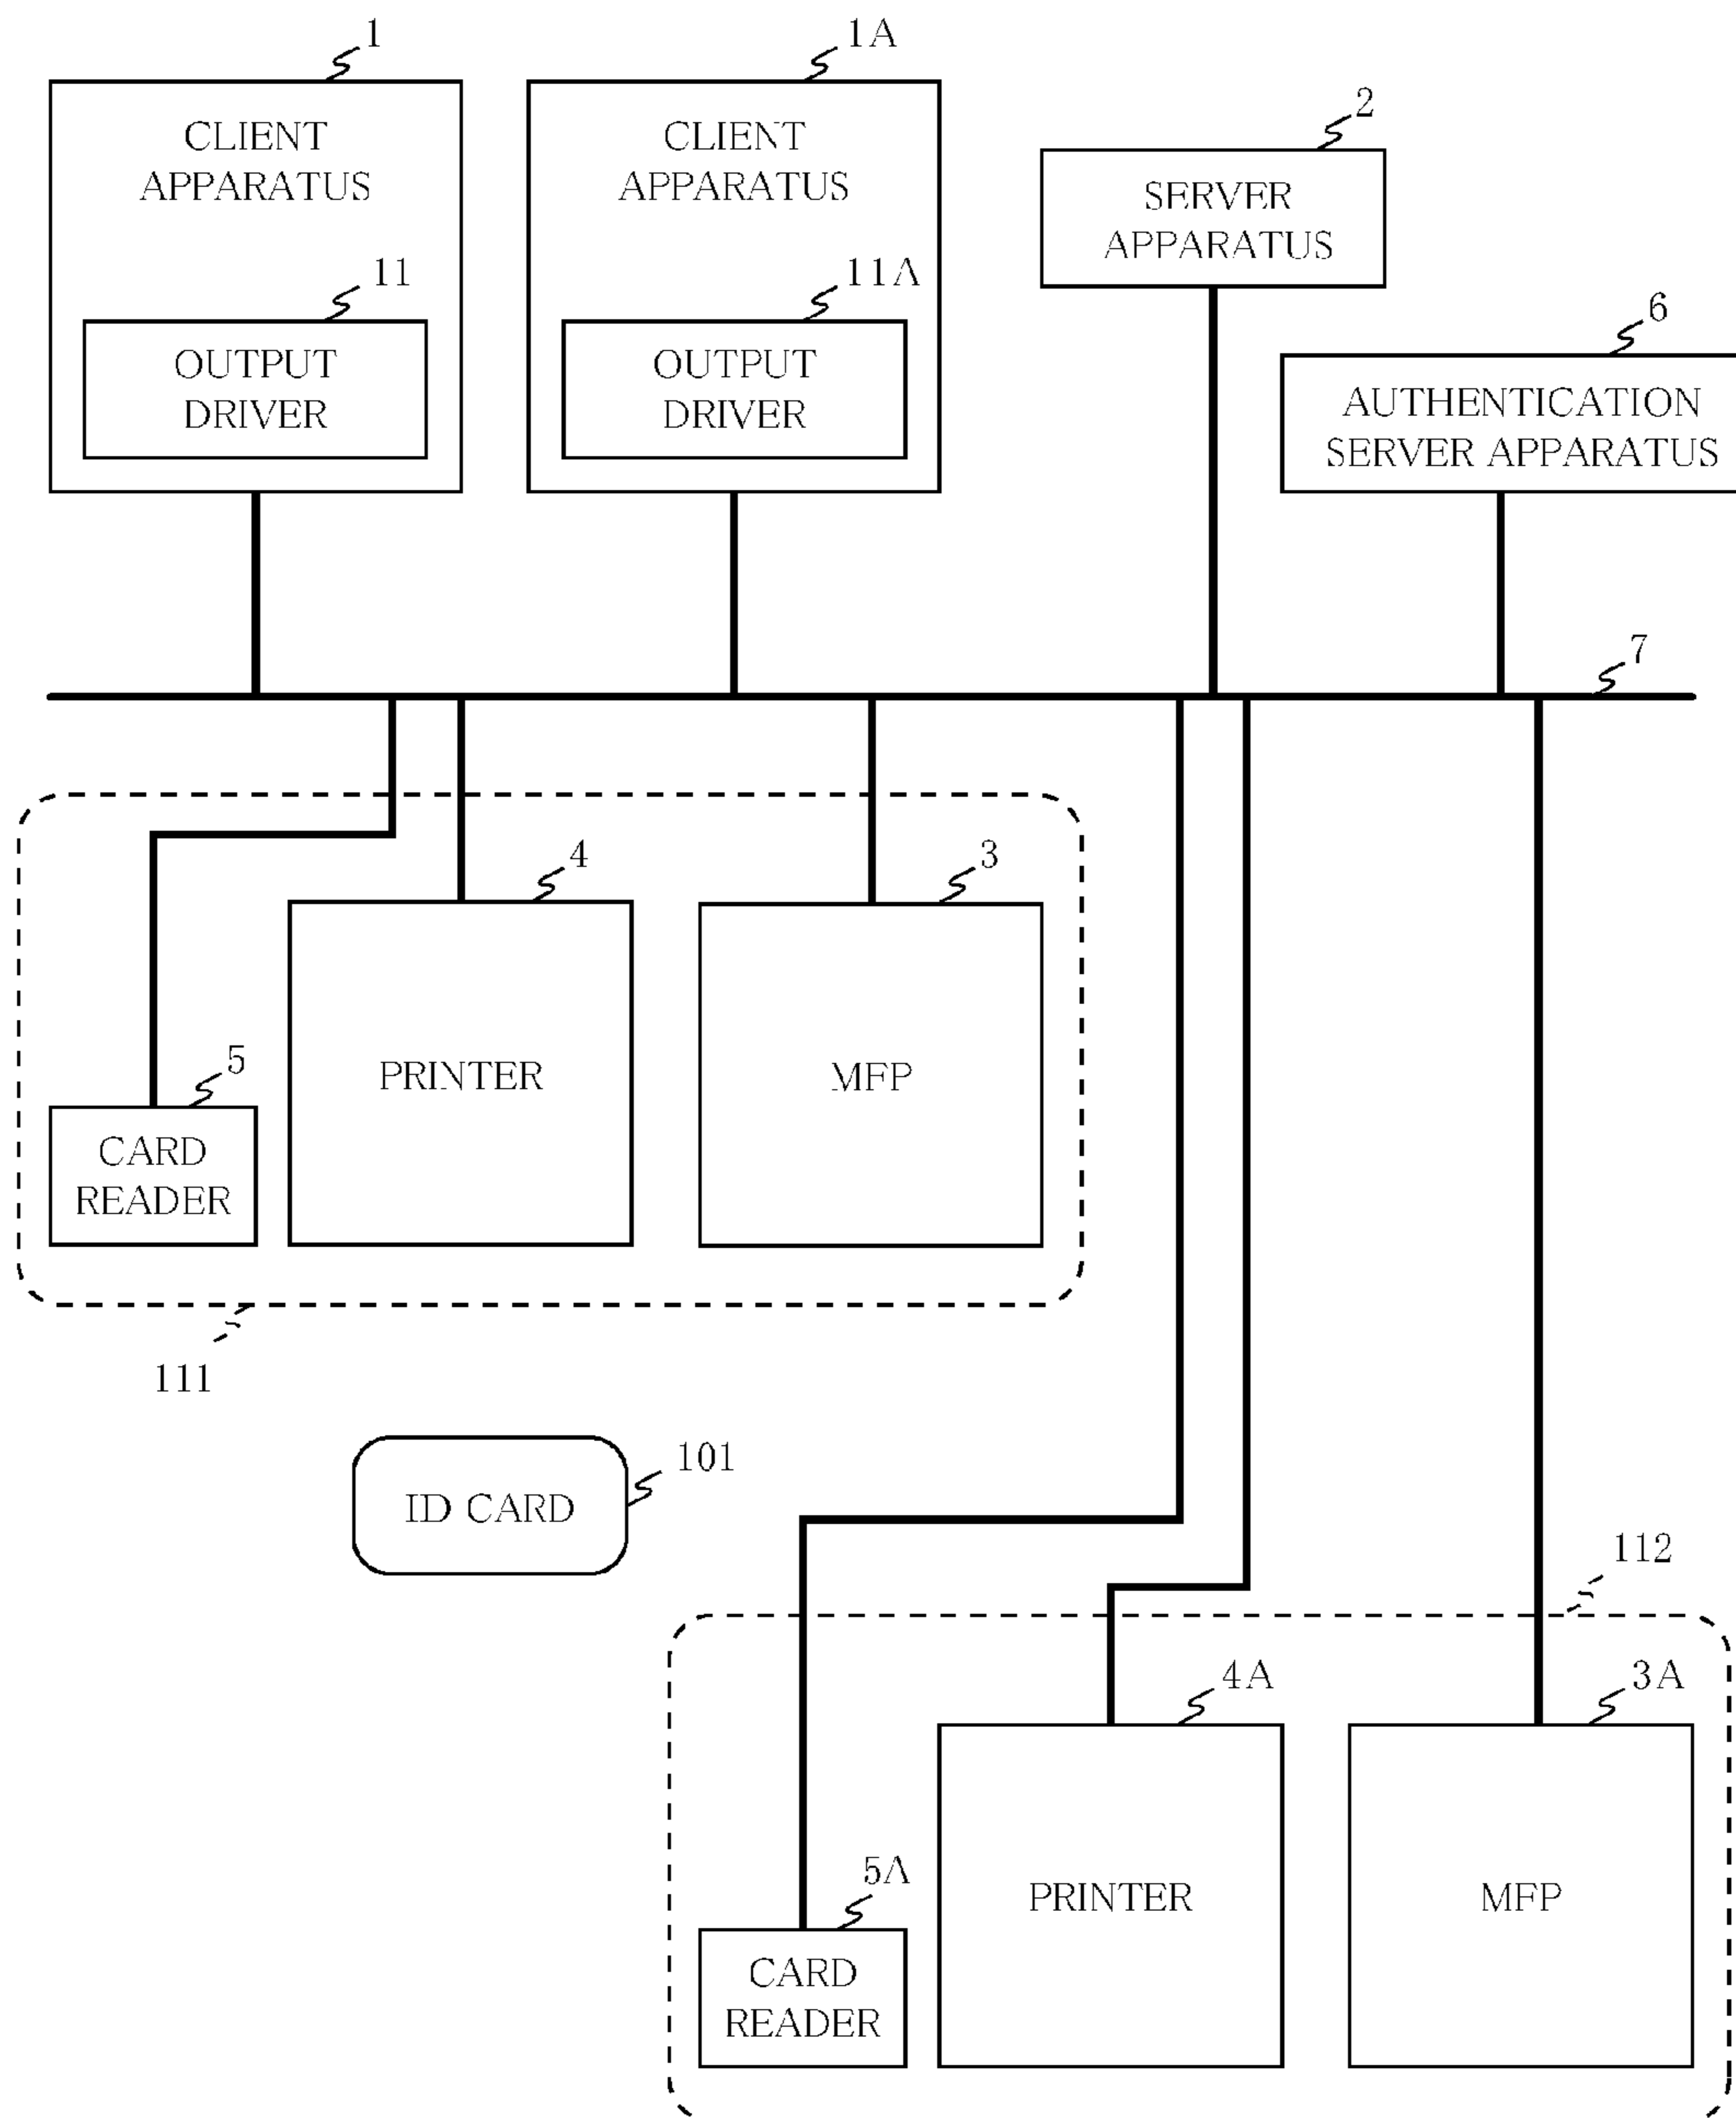 1
1A
CLIENT
APPARATUS
CLIENT
APPARATUS
2
SERVER
APPARATUS
11
11A
OUTPUT
DRIVER
OUTPUT
DRIVER
6
AUTHENTICATION
SERVER APPARATUS
7
4
3
PRINTER
MFP
5
CARD
READER
111
ID CARD
101
112
4A
3A
PRINTER
MFP
5A
CARD
READER